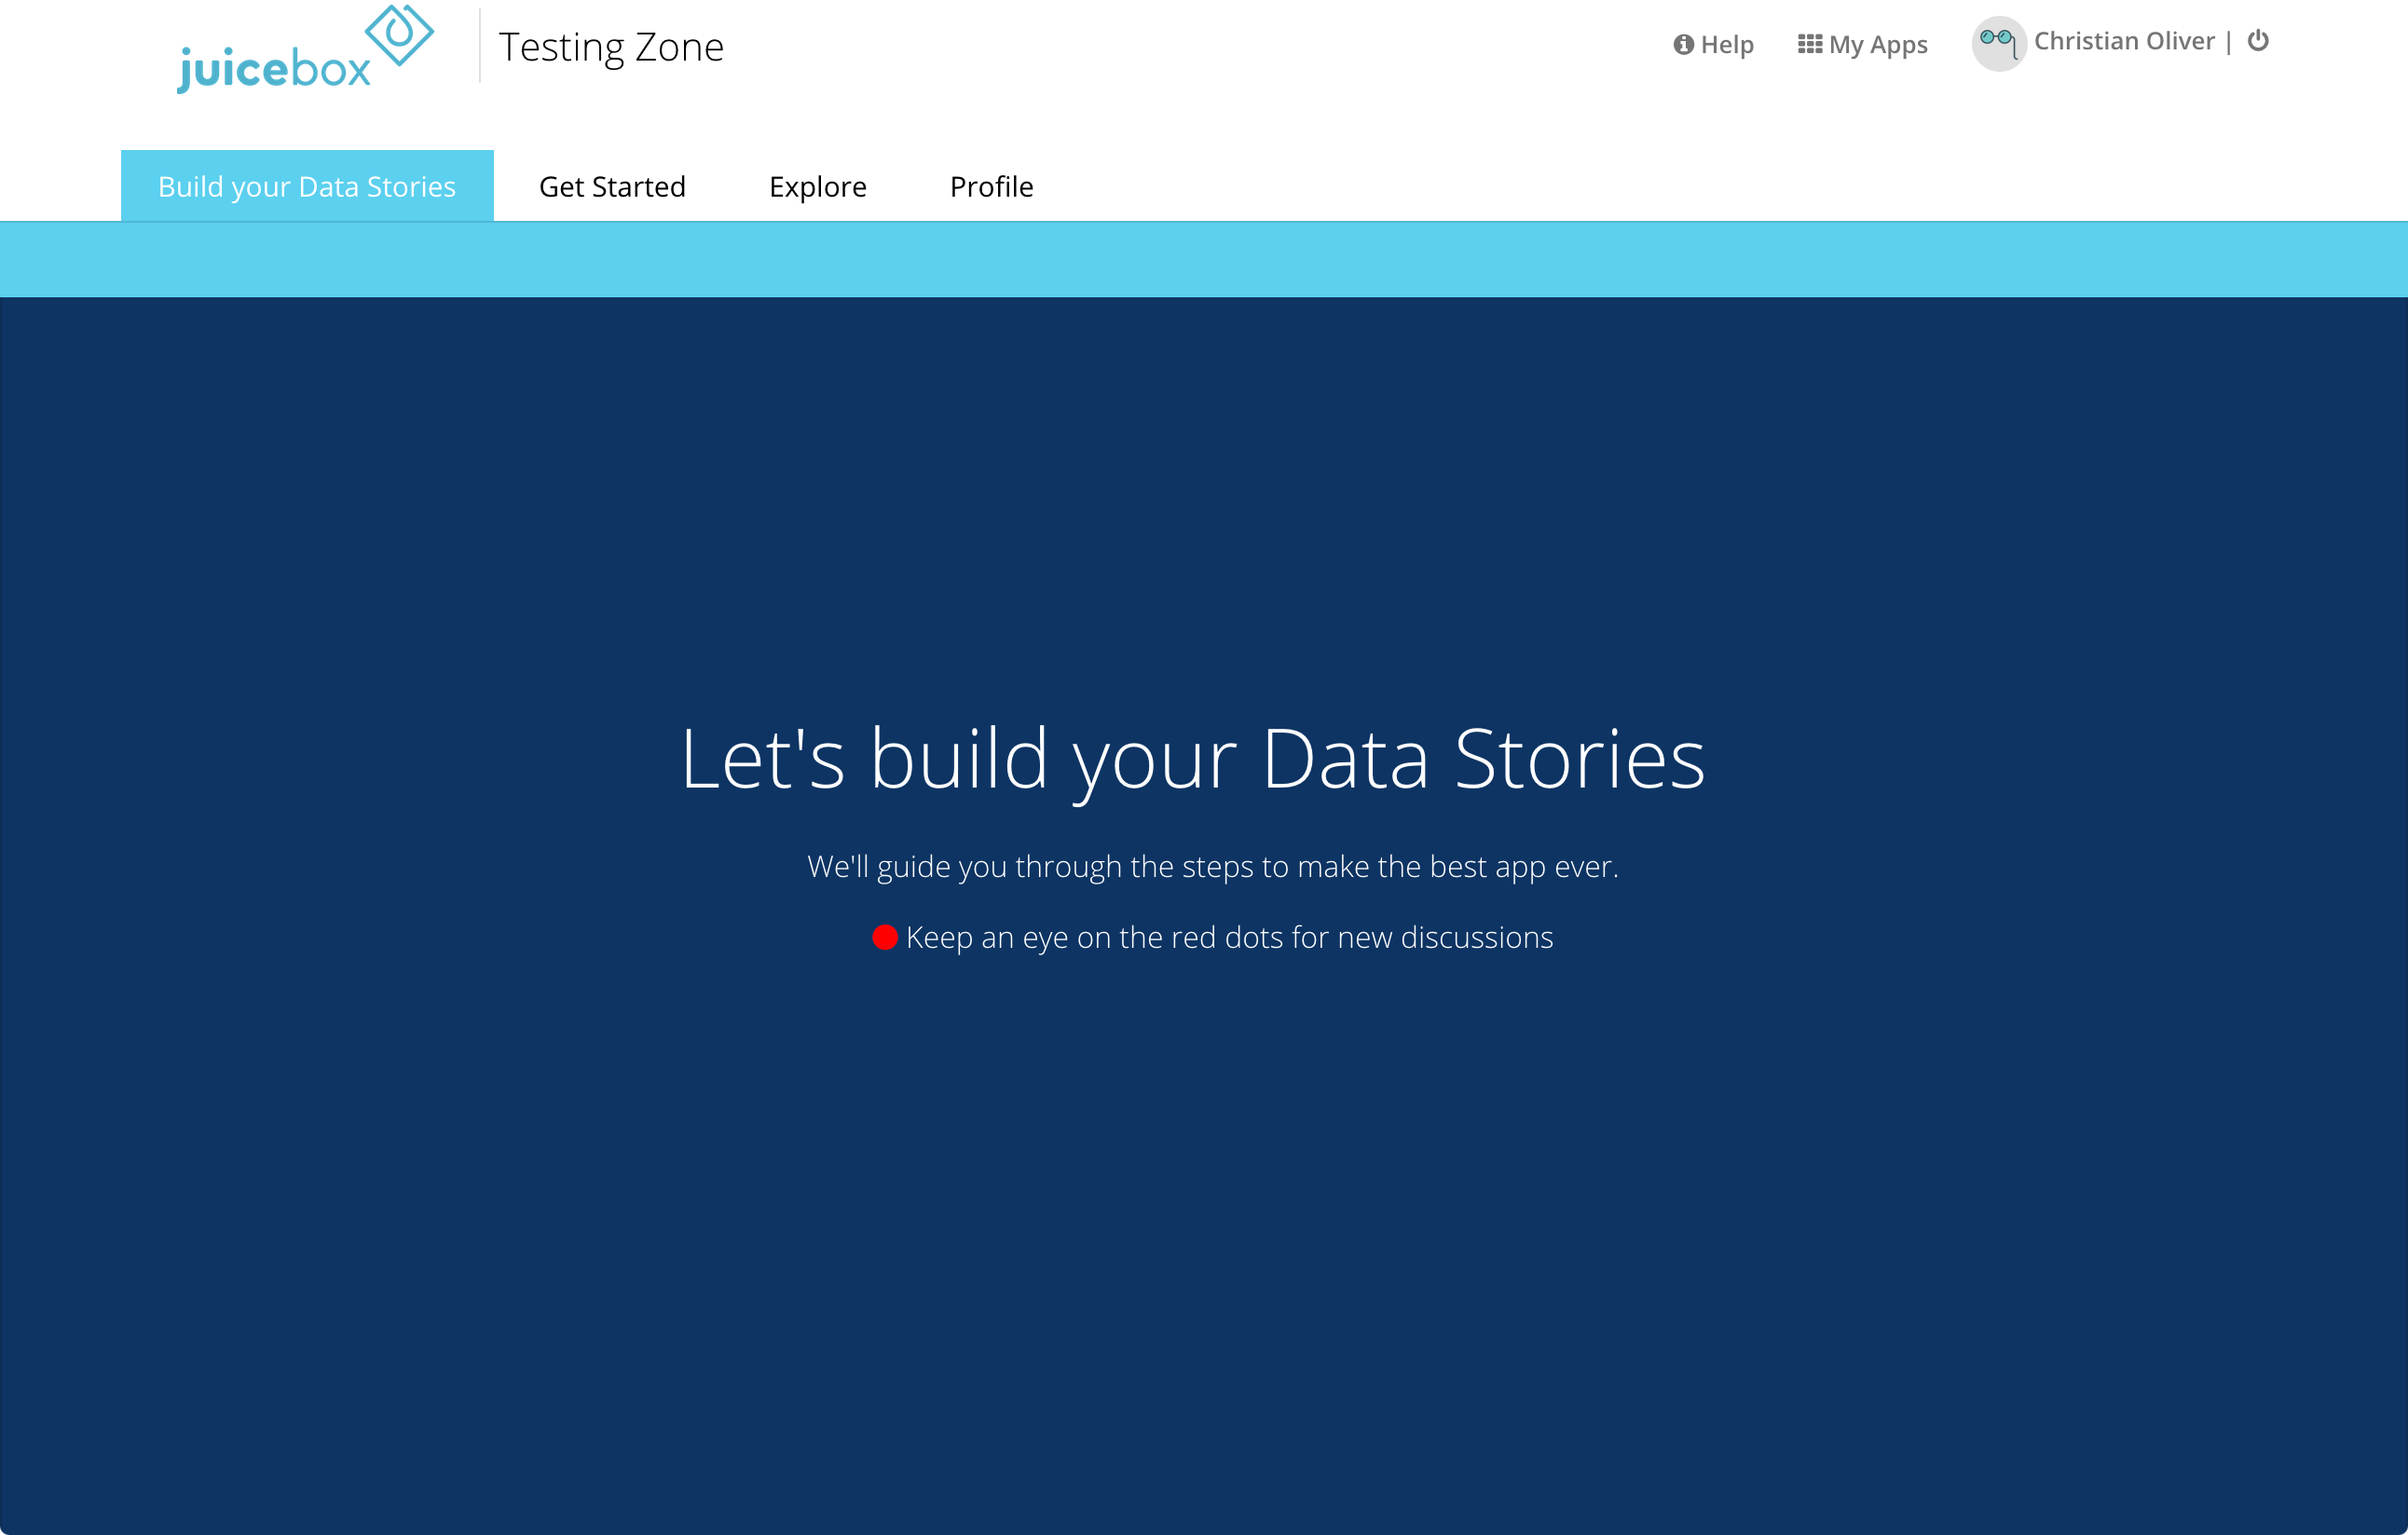 juicebox
Testing Zone
Help
My Apps
Christian Oliver |
Build your Data Stories
Get Started
Explore
Profile
Let's build your Data Stories
We'll guide you through the steps to make the best app ever.
Keep an eye on the red dots for new discussions